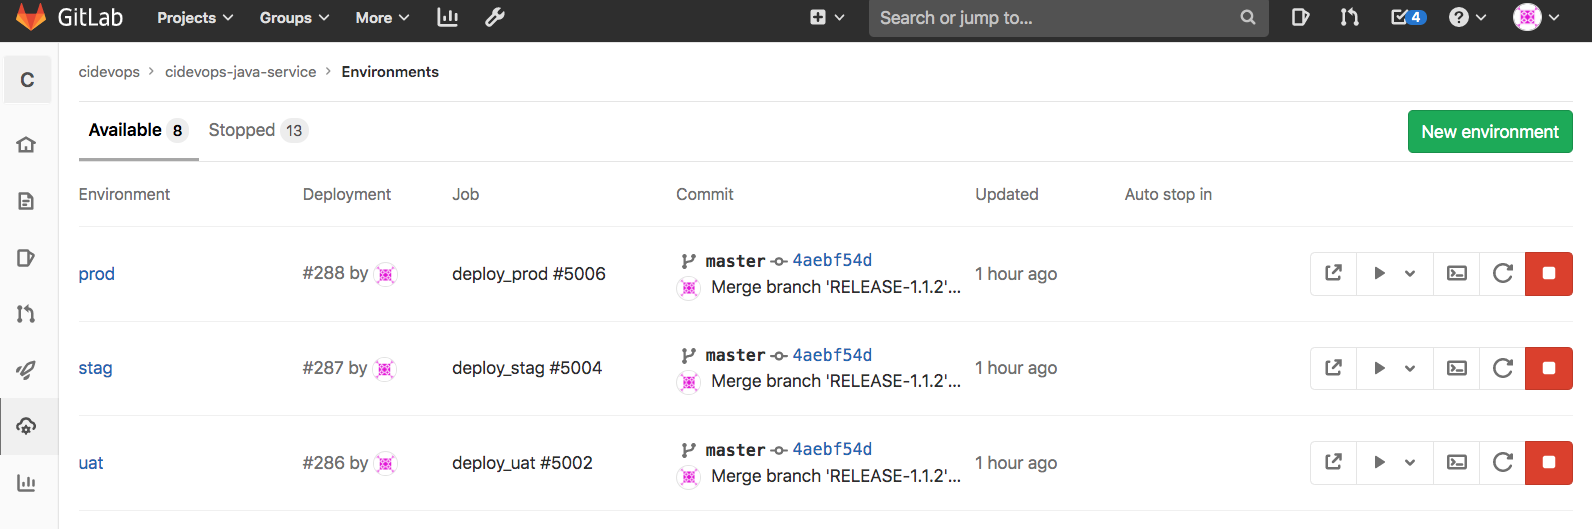 GitLab Projects Groups More Search or jump to... 4
C cidevops > cidevops-java-service > Environments
Available 8 Stopped 13 New environment
Environment Deployment Job Commit Updated Auto stop in
prod #288 by deploy_prod #5006 master 4aebf54d 1 hour ago
Merge branch 'RELEASE-1.1.2'...
stag #287 by deploy_stag #5004 master 4aebf54d 1 hour ago
Merge branch 'RELEASE-1.1.2'...
uat #286 by deploy_uat #5002 master 4aebf54d 1 hour ago
Merge branch 'RELEASE-1.1.2'...